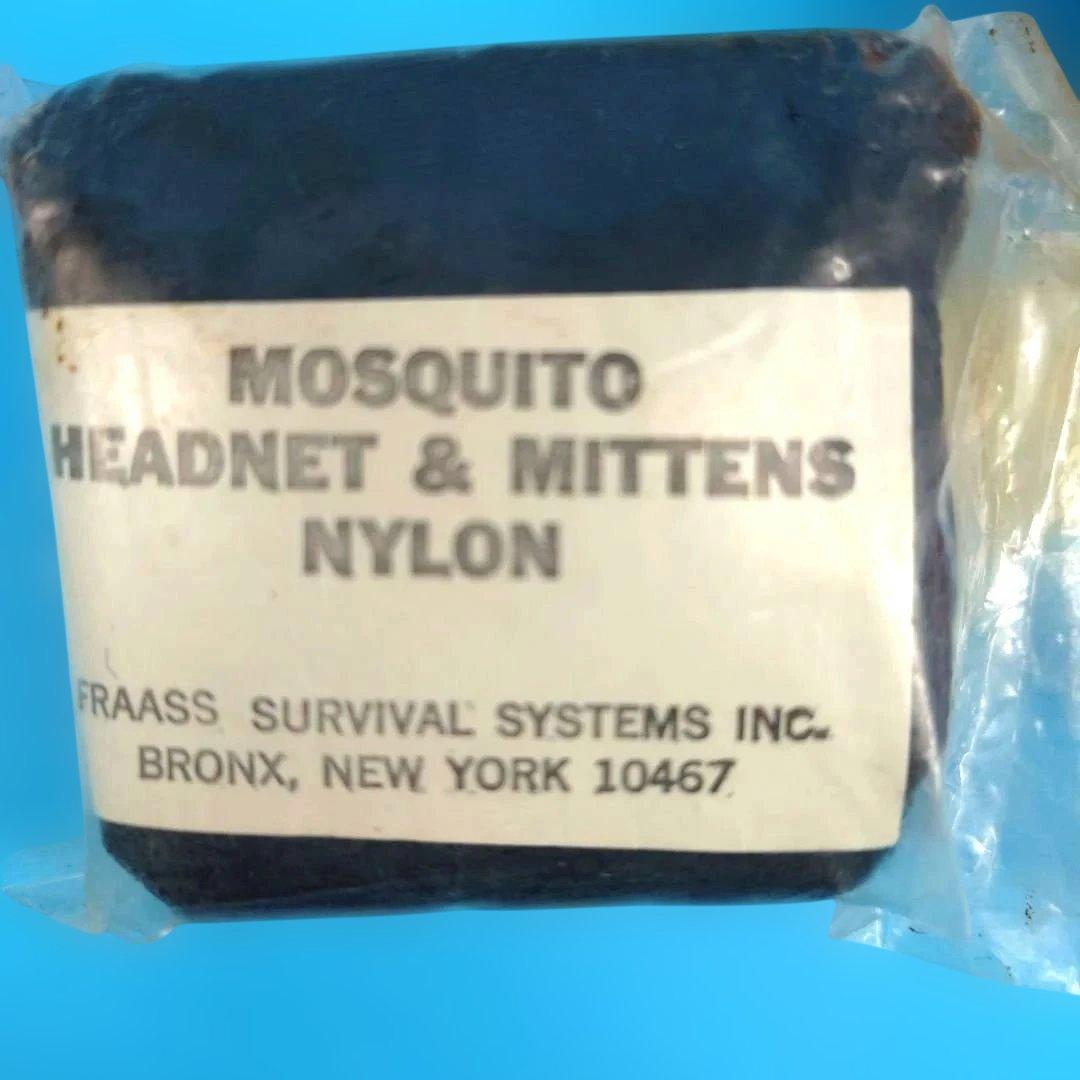 MOSQUITO
HEADNET & MITTENS
NYLON
FRAASS SURVIVAL SYSTEMS INC.
BRONX, NEW YORK 10467